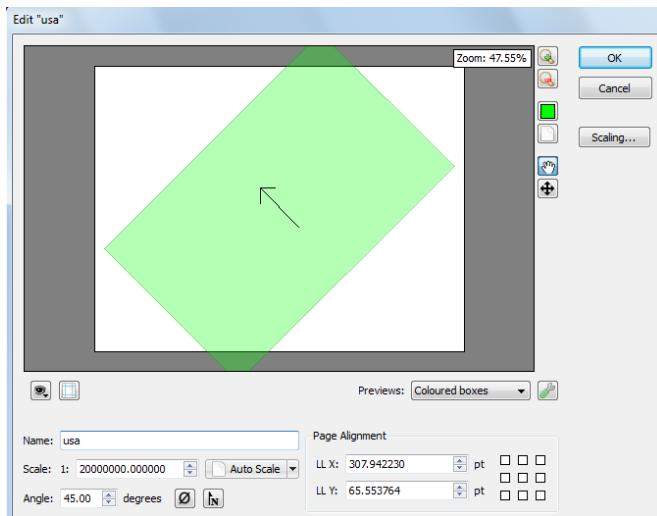 Edit "usa"
Zoom: 47.55%
OK
Cancel
Scaling...
Previews: Coloured boxes
Name: usa
Scale: 1: 20000000.000000 Auto Scale
Angle: 45.00 degrees Ø N
Page Alignment
LL X: 307.942230 pt
LL Y: 65.553764 pt